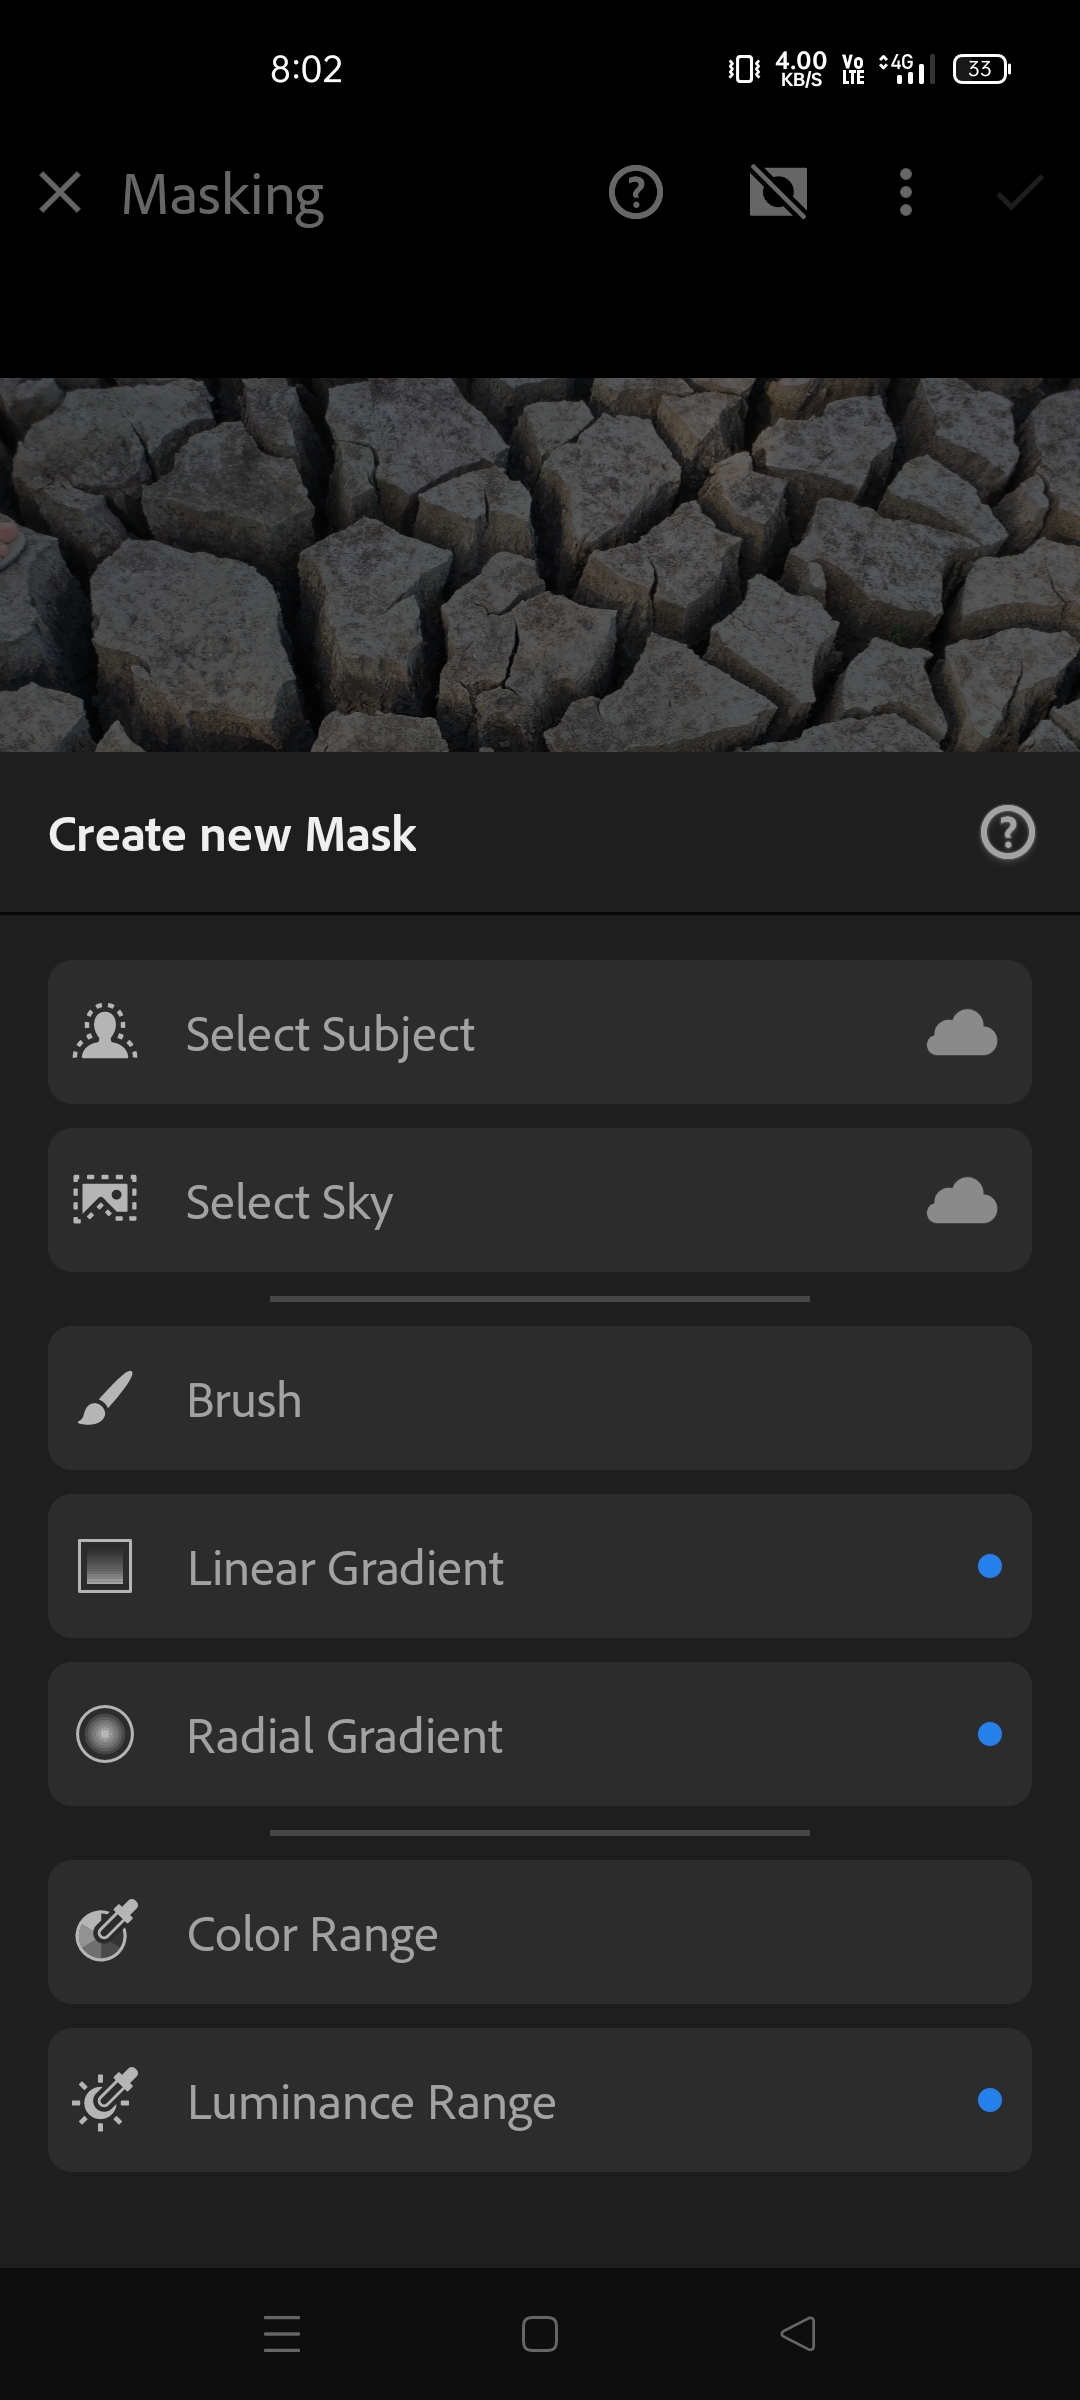 8:02
4.00
KB/S
Vo
LTE
4G
33
Masking
Create new Mask
Select Subject
Select Sky
Brush
Linear Gradient
Radial Gradient
Color Range
Luminance Range